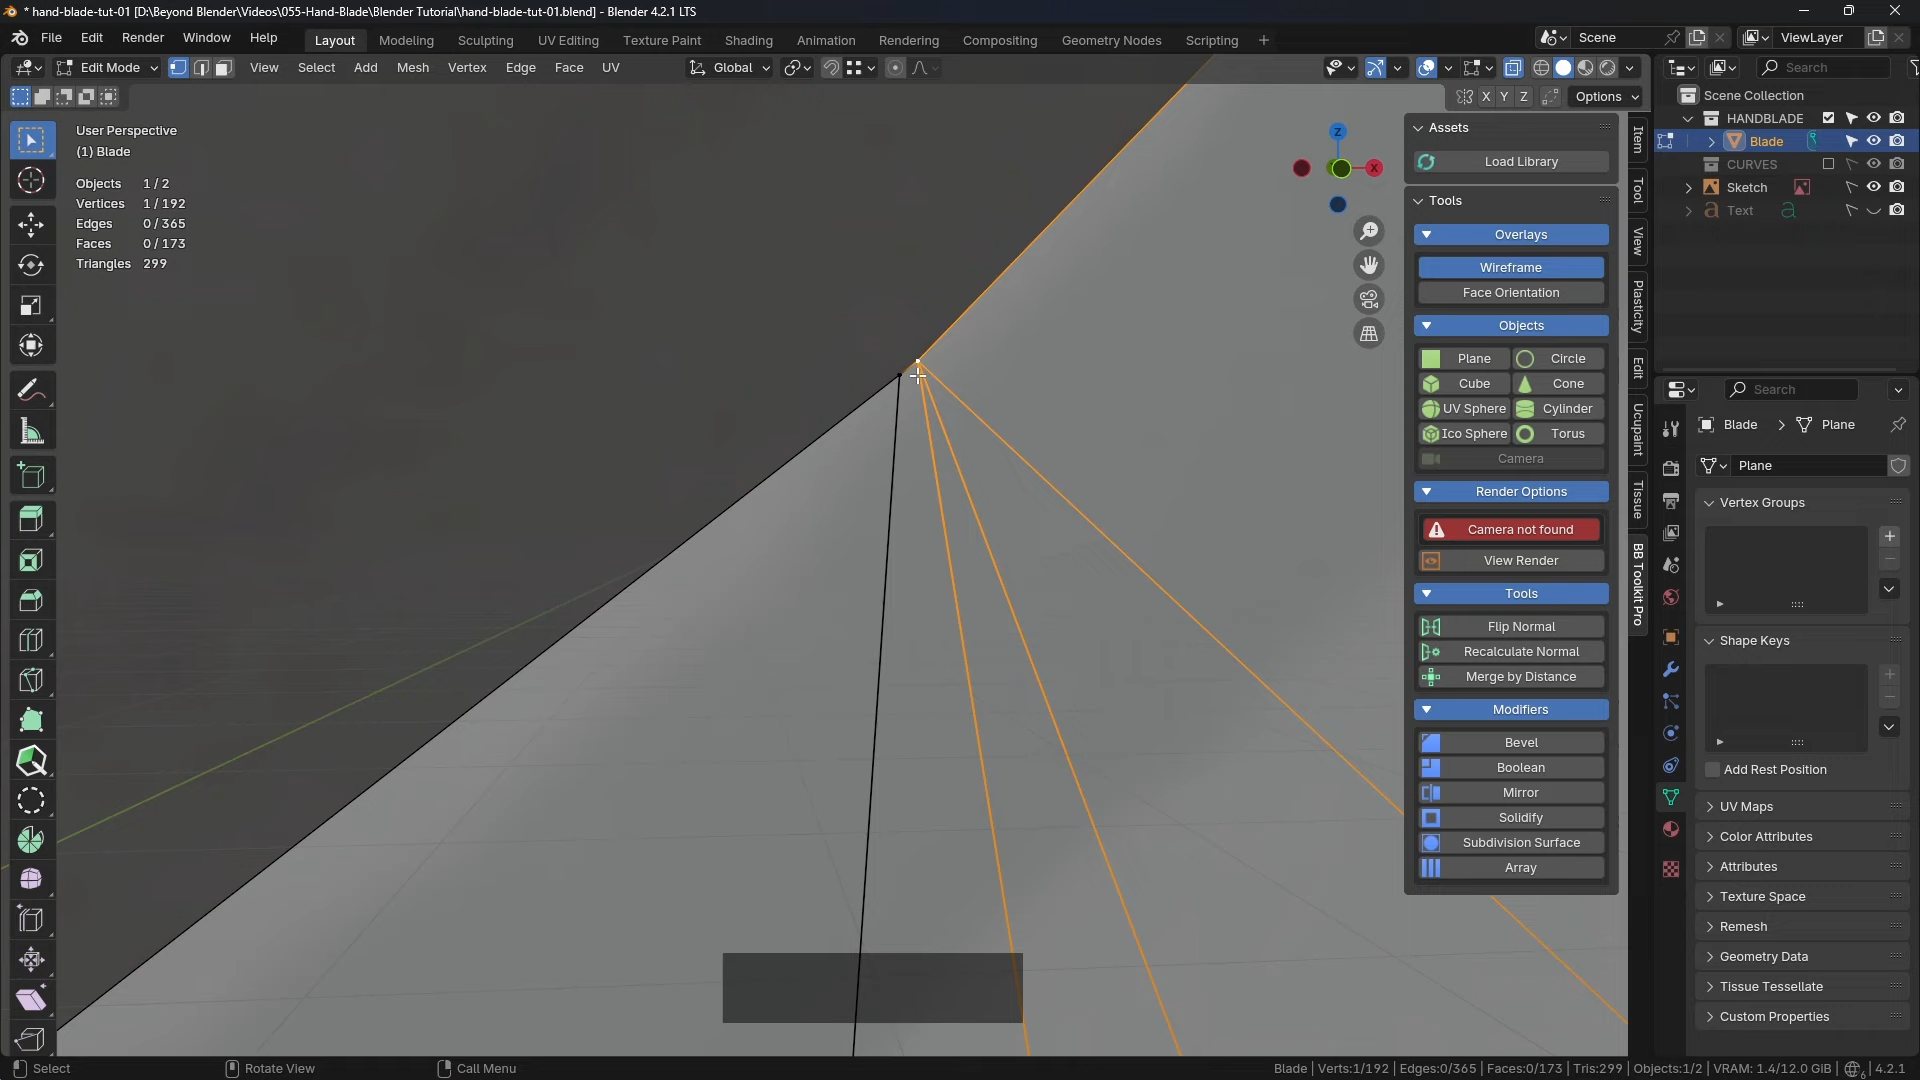 * hand-blade-tut-01 [D:\Beyond Blender\Videos\055-Hand-Blade\Blender Tutorial\hand-blade-tut-01.blend] - Blender 4.2.1 LTS
File Edit Render Window Help Layout Modeling Sculpting UV Editing Texture Paint Shading Animation Rendering Compositing Geometry Nodes Scripting + Scene ViewLayer
Edit Mode View Select Add Mesh Vertex Edge Face UV Global Search
X Y Z Options
Scene Collection
HANDBLADE
Blade
CURVES
Sketch
Text
User Perspective
(1) Blade
Objects 1 / 2
Vertices 1 / 192
Edges 0 / 365
Faces 0 / 173
Triangles 299
Z
X
Assets
Load Library
Tools
Overlays
Wireframe
Face Orientation
Objects
Plane Circle
Cube Cone
UV Sphere Cylinder
Ico Sphere Torus
Camera
Render Options
Camera not found
View Render
Tools
Flip Normal
Recalculate Normal
Merge by Distance
Modifiers
Bevel
Boolean
Mirror
Solidify
Subdivision Surface
Array
Item
Tool
View
Plasticity
Edit
Ucupaint
Tissue
BB Toolkit Pro
Search
Blade > Plane
Plane
Vertex Groups
Shape Keys
Add Rest Position
UV Maps
Color Attributes
Attributes
Texture Space
Remesh
Geometry Data
Tissue Tessellate
Custom Properties
Select Rotate View Call Menu Blade | Verts:1/192 | Edges:0/365 | Faces:0/173 | Tris:299 | Objects:1/2 | VRAM: 1.4/12.0 GiB | 4.2.1